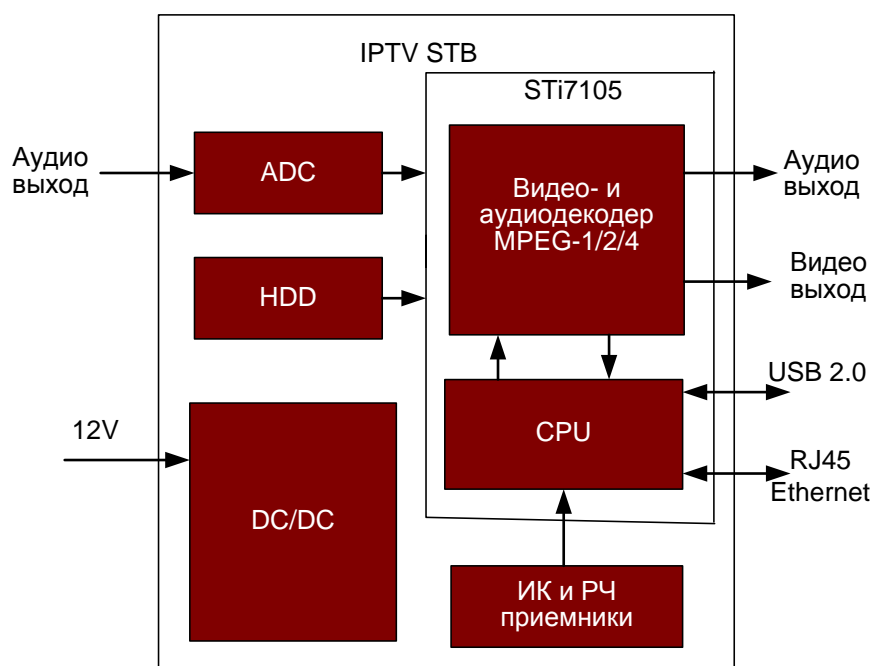 IPTV STB
STi7105
Аудио
выход
ADC
Видео- и
аудиодекодер
MPEG-1/2/4
Аудио
выход
HDD
Видео
выход
12V
DC/DC
CPU
USB 2.0
RJ45
Ethernet
ИК и РЧ
приемники